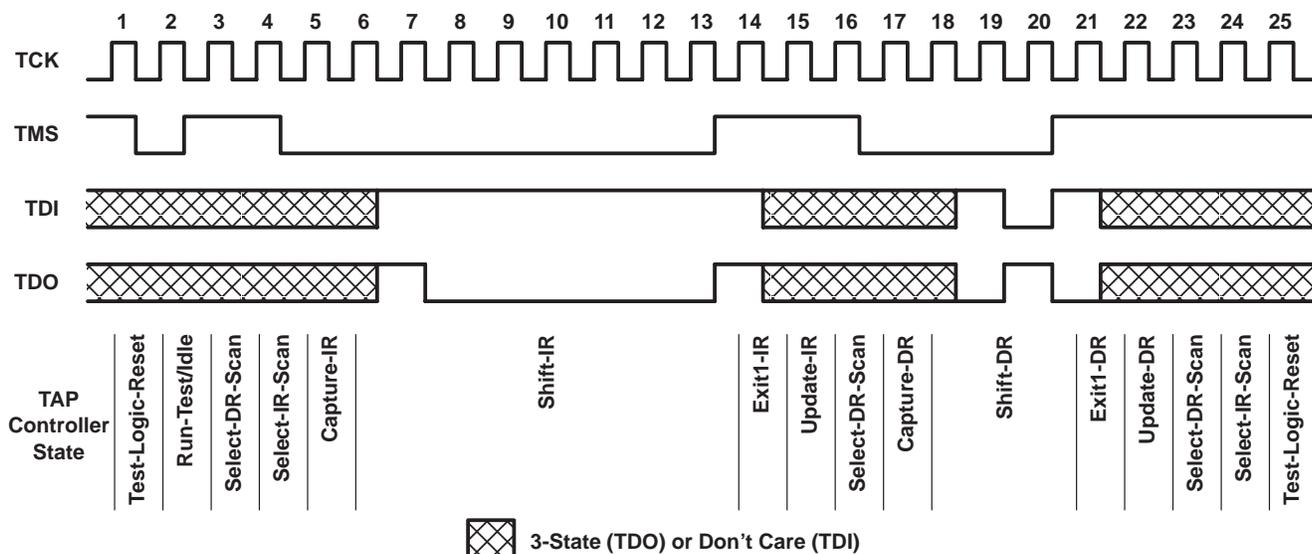 1 2 3 4 5 6 7 8 9 10 11 12 13 14 15 16 17 18 19 20 21 22 23 24 25
TCK
TMS
TDI
TDO
TAP
Controller
State
Test-Logic-Reset
Run-Test/Idle
Select-DR-Scan
Select-IR-Scan
Capture-IR
Shift-IR
Exit1-IR
Update-IR
Select-DR-Scan
Capture-DR
Shift-DR
Exit1-DR
Update-DR
Select-DR-Scan
Select-IR-Scan
Test-Logic-Reset
3-State (TDO) or Don’t Care (TDI)